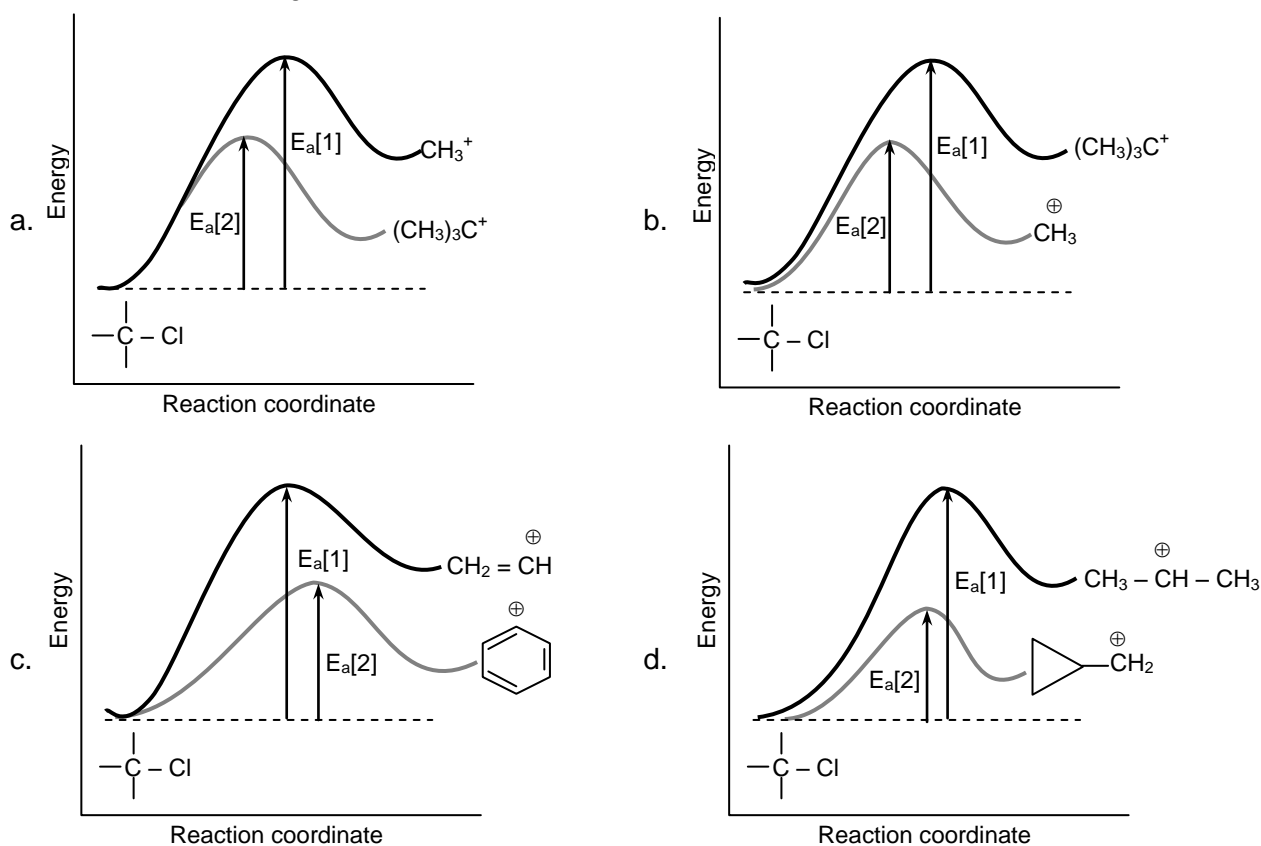 a.
Energy
Eₐ[1]
Eₐ[2]
CH₃⁺
(CH₃)₃C⁺
C – Cl
Reaction coordinate
b.
Energy
Eₐ[1]
Eₐ[2]
(CH₃)₃C⁺
⊕
CH₃
C – Cl
Reaction coordinate
c.
Energy
Eₐ[1]
Eₐ[2]
⊕
CH₂ = CH
⊕
C – Cl
Reaction coordinate
d.
Energy
Eₐ[1]
Eₐ[2]
⊕
CH₃ – CH – CH₃
⊕
CH₂
C – Cl
Reaction coordinate